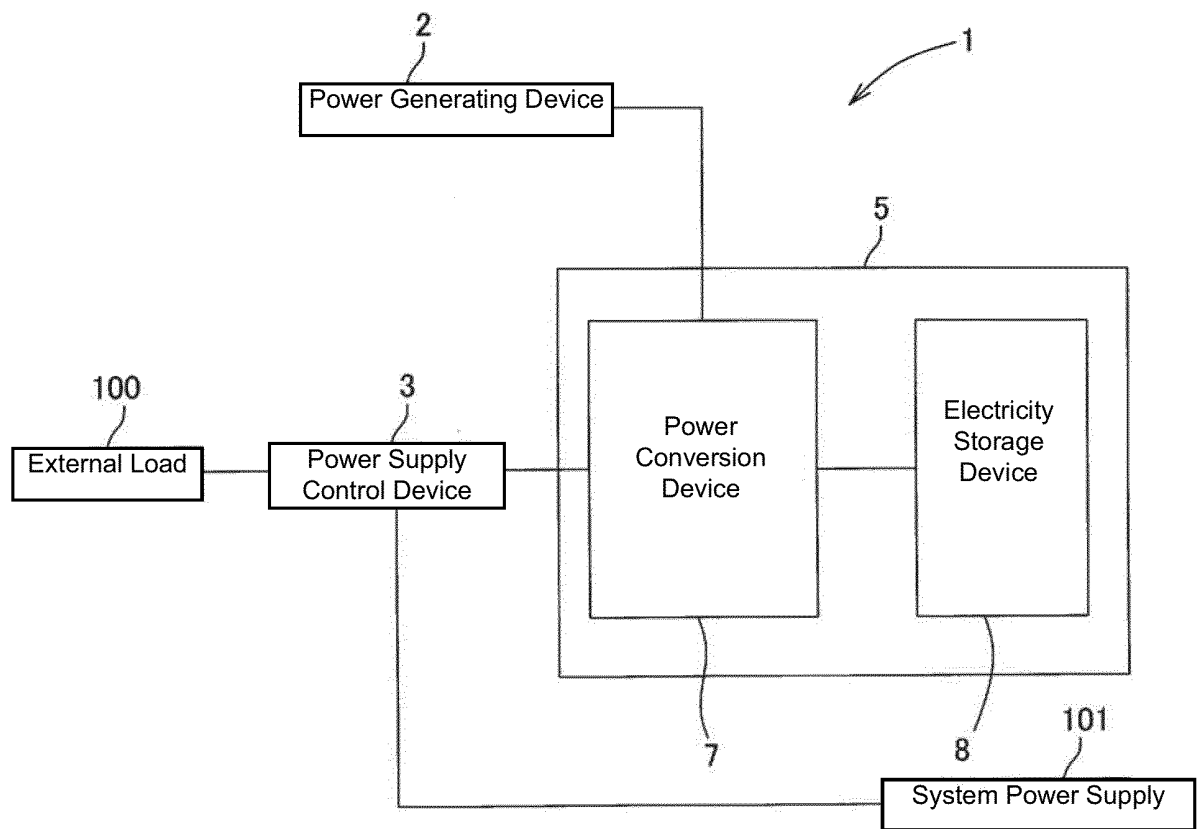 2
1
Power Generating Device
5
100
3
External Load
Power Supply
Control Device
Power
Conversion
Device
Electricity
Storage
Device
7
8
101
System Power Supply